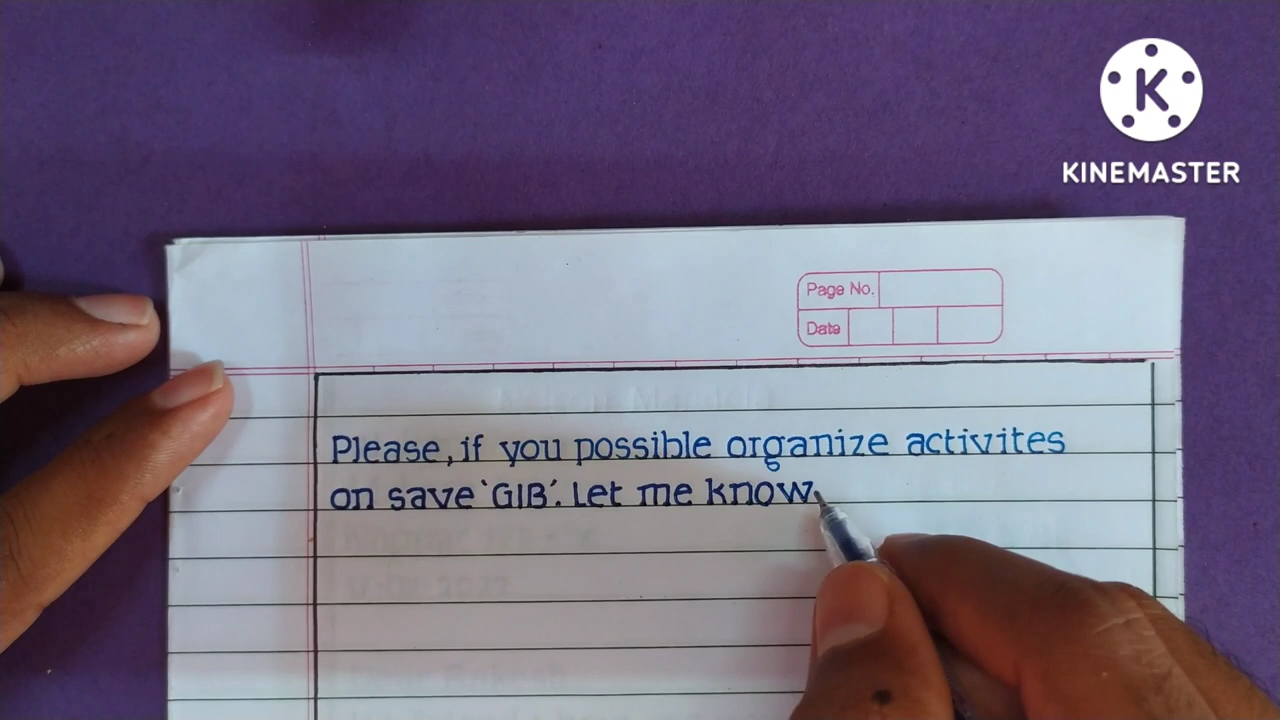 KINEMASTER
Page No.
Date
Please, if you possible organize activites
on save 'GIB'. Let me know